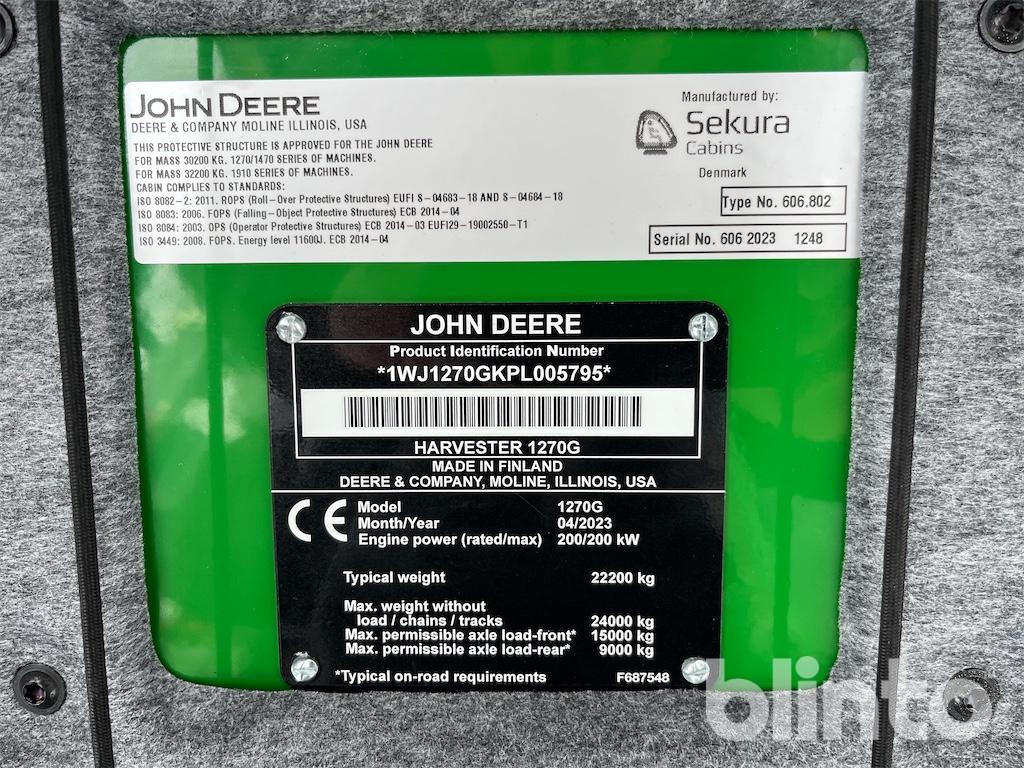 JOHN DEERE
DEERE & COMPANY MOLINE ILLINOIS, USA
THIS PROTECTIVE STRUCTURE IS APPROVED FOR THE JOHN DEERE
FOR MASS 30200 KG. 1270/1470 SERIES OF MACHINES.
FOR MASS 32200 KG. 1910 SERIES OF MACHINES.
CABIN COMPLIES TO STANDARDS:
ISO 8082-2: 2011. ROPS (Roll-Over Protective Structures) EUFI S-04683-18 AND S-04684-18
ISO 8083: 2006. FOPS (Falling-Object Protective Structures) ECB 2014-04
ISO 8084: 2003. OPS (Operator Protective Structures) ECB 2014-03 EUFI29-19002550-T1
ISO 3449: 2008. FOPS. Energy level 11600J. ECB 2014-04
Manufactured by:
Sekura
Cabins
Denmark
Type No. 606.802
Serial No. 606 2023 1248
JOHN DEERE
Product Identification Number
*1WJ1270GKPL005795*
HARVESTER 1270G
MADE IN FINLAND
DEERE & COMPANY, MOLINE, ILLINOIS, USA
CE
Model 1270G
Month/Year 04/2023
Engine power (rated/max) 200/200 kW
Typical weight 22200 kg
Max. weight without
load / chains / tracks 24000 kg
Max. permissible axle load-front* 15000 kg
Max. permissible axle load-rear* 9000 kg
*Typical on-road requirements F687548
blinto